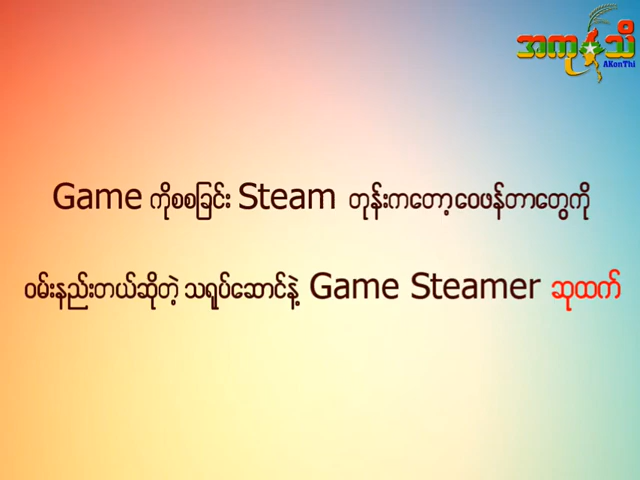 အကုန်သိ
AKonThi
Game ကိုစစခြင်း Steam တုန်းကတော့ဝေဖန်တာတွေကို
ဝမ်းနည်းတယ်ဆိုတဲ့ သရုပ်ဆောင်နဲ့ Game Steamer ဆုထက်